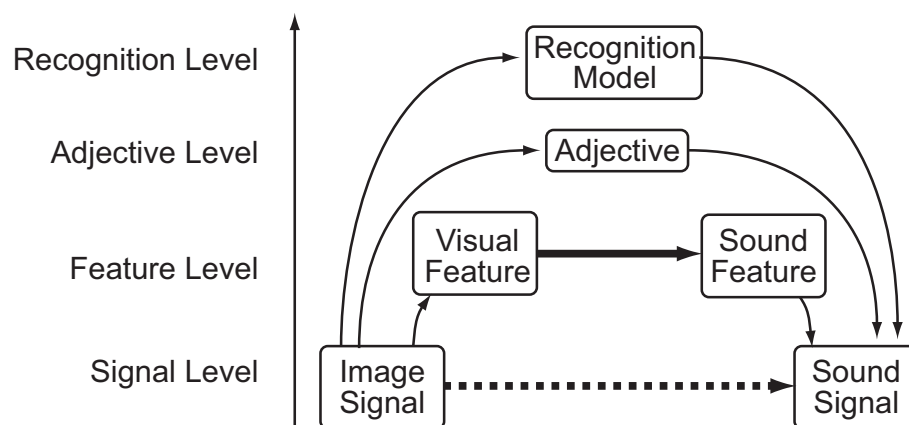 Recognition Level
Recognition
Model
Adjective Level
Adjective
Feature Level
Visual
Feature
Sound
Feature
Signal Level
Image
Signal
Sound
Signal